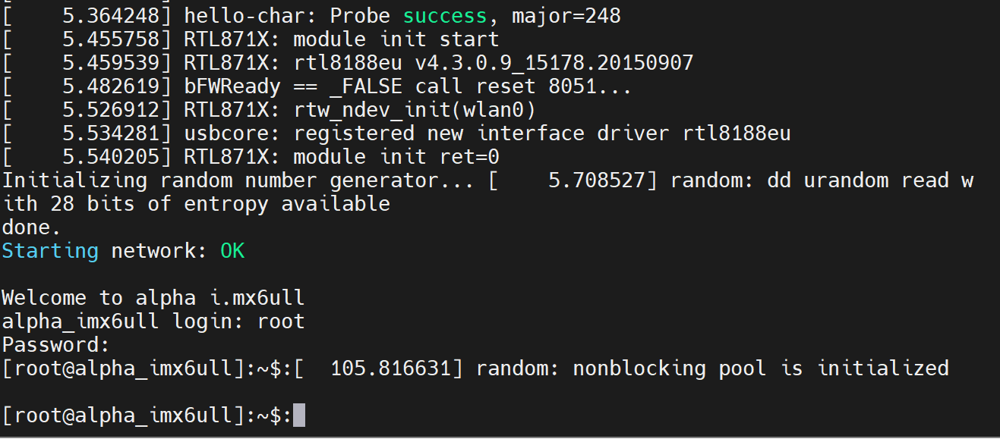 [    5.364248] hello-char: Probe success, major=248
[    5.455758] RTL871X: module init start
[    5.459539] RTL871X: rtl8188eu v4.3.0.9_15178.20150907
[    5.482619] bFWReady == _FALSE call reset 8051...
[    5.526912] RTL871X: rtw_ndev_init(wlan0)
[    5.534281] usbcore: registered new interface driver rtl8188eu
[    5.540205] RTL871X: module init ret=0
Initializing random number generator... [    5.708527] random: dd urandom read w
ith 28 bits of entropy available
done.
Starting network: OK
Welcome to alpha i.mx6ull
alpha_imx6ull login: root
Password:
[root@alpha_imx6ull]:~$:[  105.816631] random: nonblocking pool is initialized
[root@alpha_imx6ull]:~$: